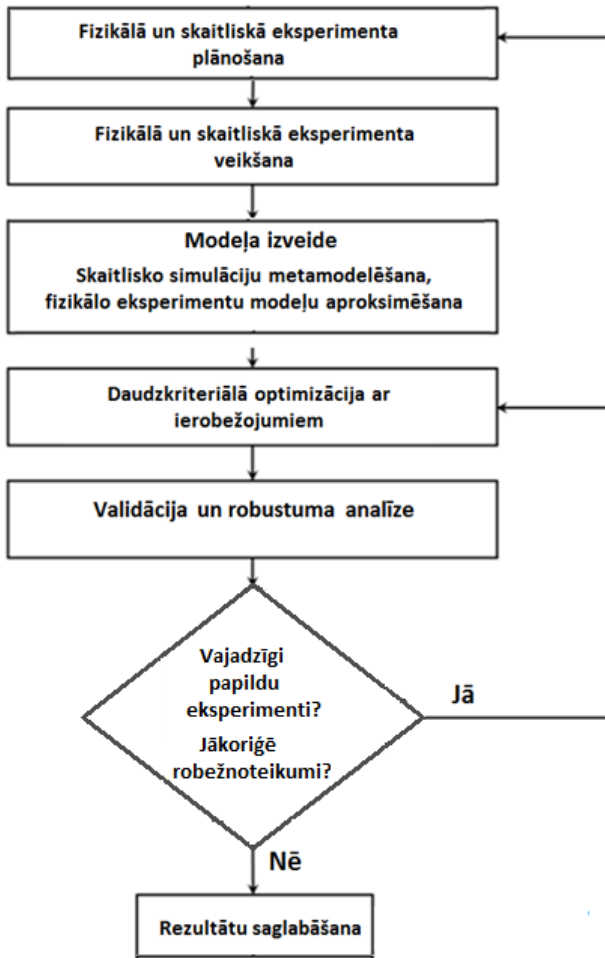 Fizikālā un skaitliskā eksperimenta
plānošana
Fizikālā un skaitliskā eksperimenta
veikšana
Modeļa izveide
Skaitlisko simulāciju metamodelēšana,
fizikālo eksperimentu modeļu aproksimēšana
Daudzkriteriālā optimizācija ar
ierobežojumiem
Validācija un robustuma analīze
Vajadzīgi
papildu
eksperimenti?
Jākoriģē
robežnoteikumi?
Jā
Nē
Rezultātu saglabāšana